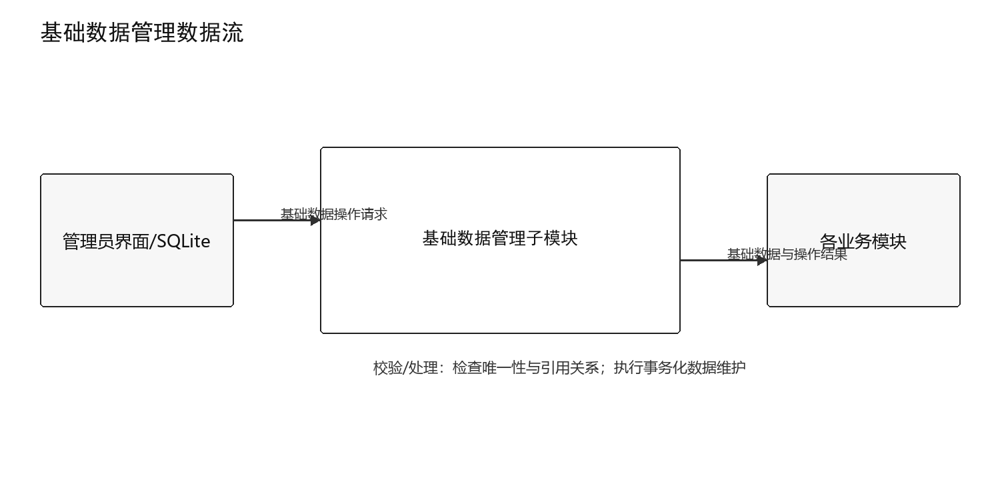 基础数据管理数据流
基础数据操作请求
管理员界面/SQLite
基础数据管理子模块
各业务模块
基础数据与操作结果
校验/处理：检查唯一性与引用关系；执行事务化数据维护